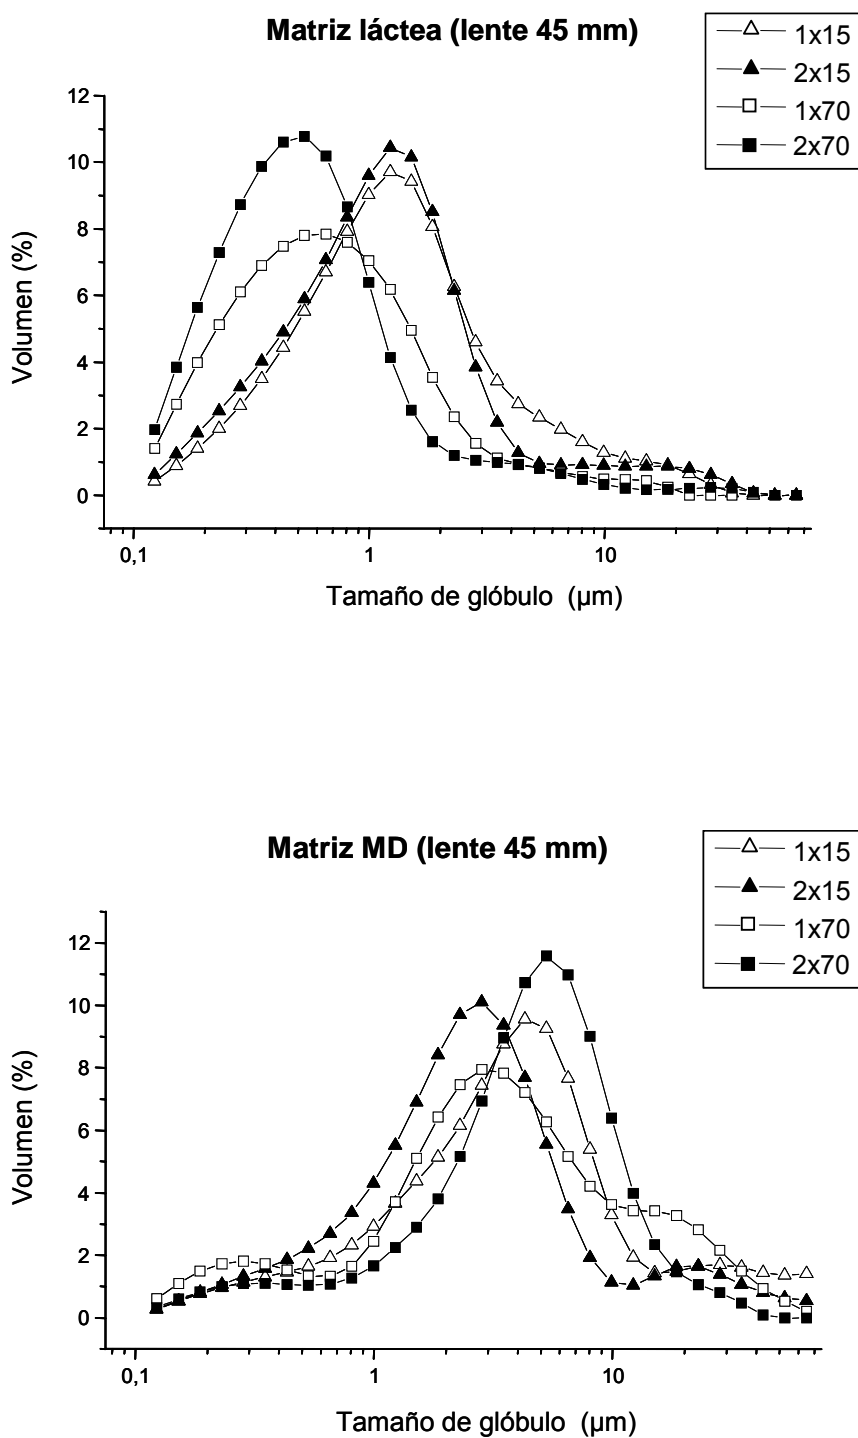 Matriz láctea (lente 45 mm)
1x15
2x15
1x70
2x70
12
10
8
6
4
2
0
Volumen (%)
0,1
1
10
Tamaño de glóbulo (µm)
Matriz MD (lente 45 mm)
1x15
2x15
1x70
2x70
12
10
8
6
4
2
0
Volumen (%)
0,1
1
10
Tamaño de glóbulo (µm)